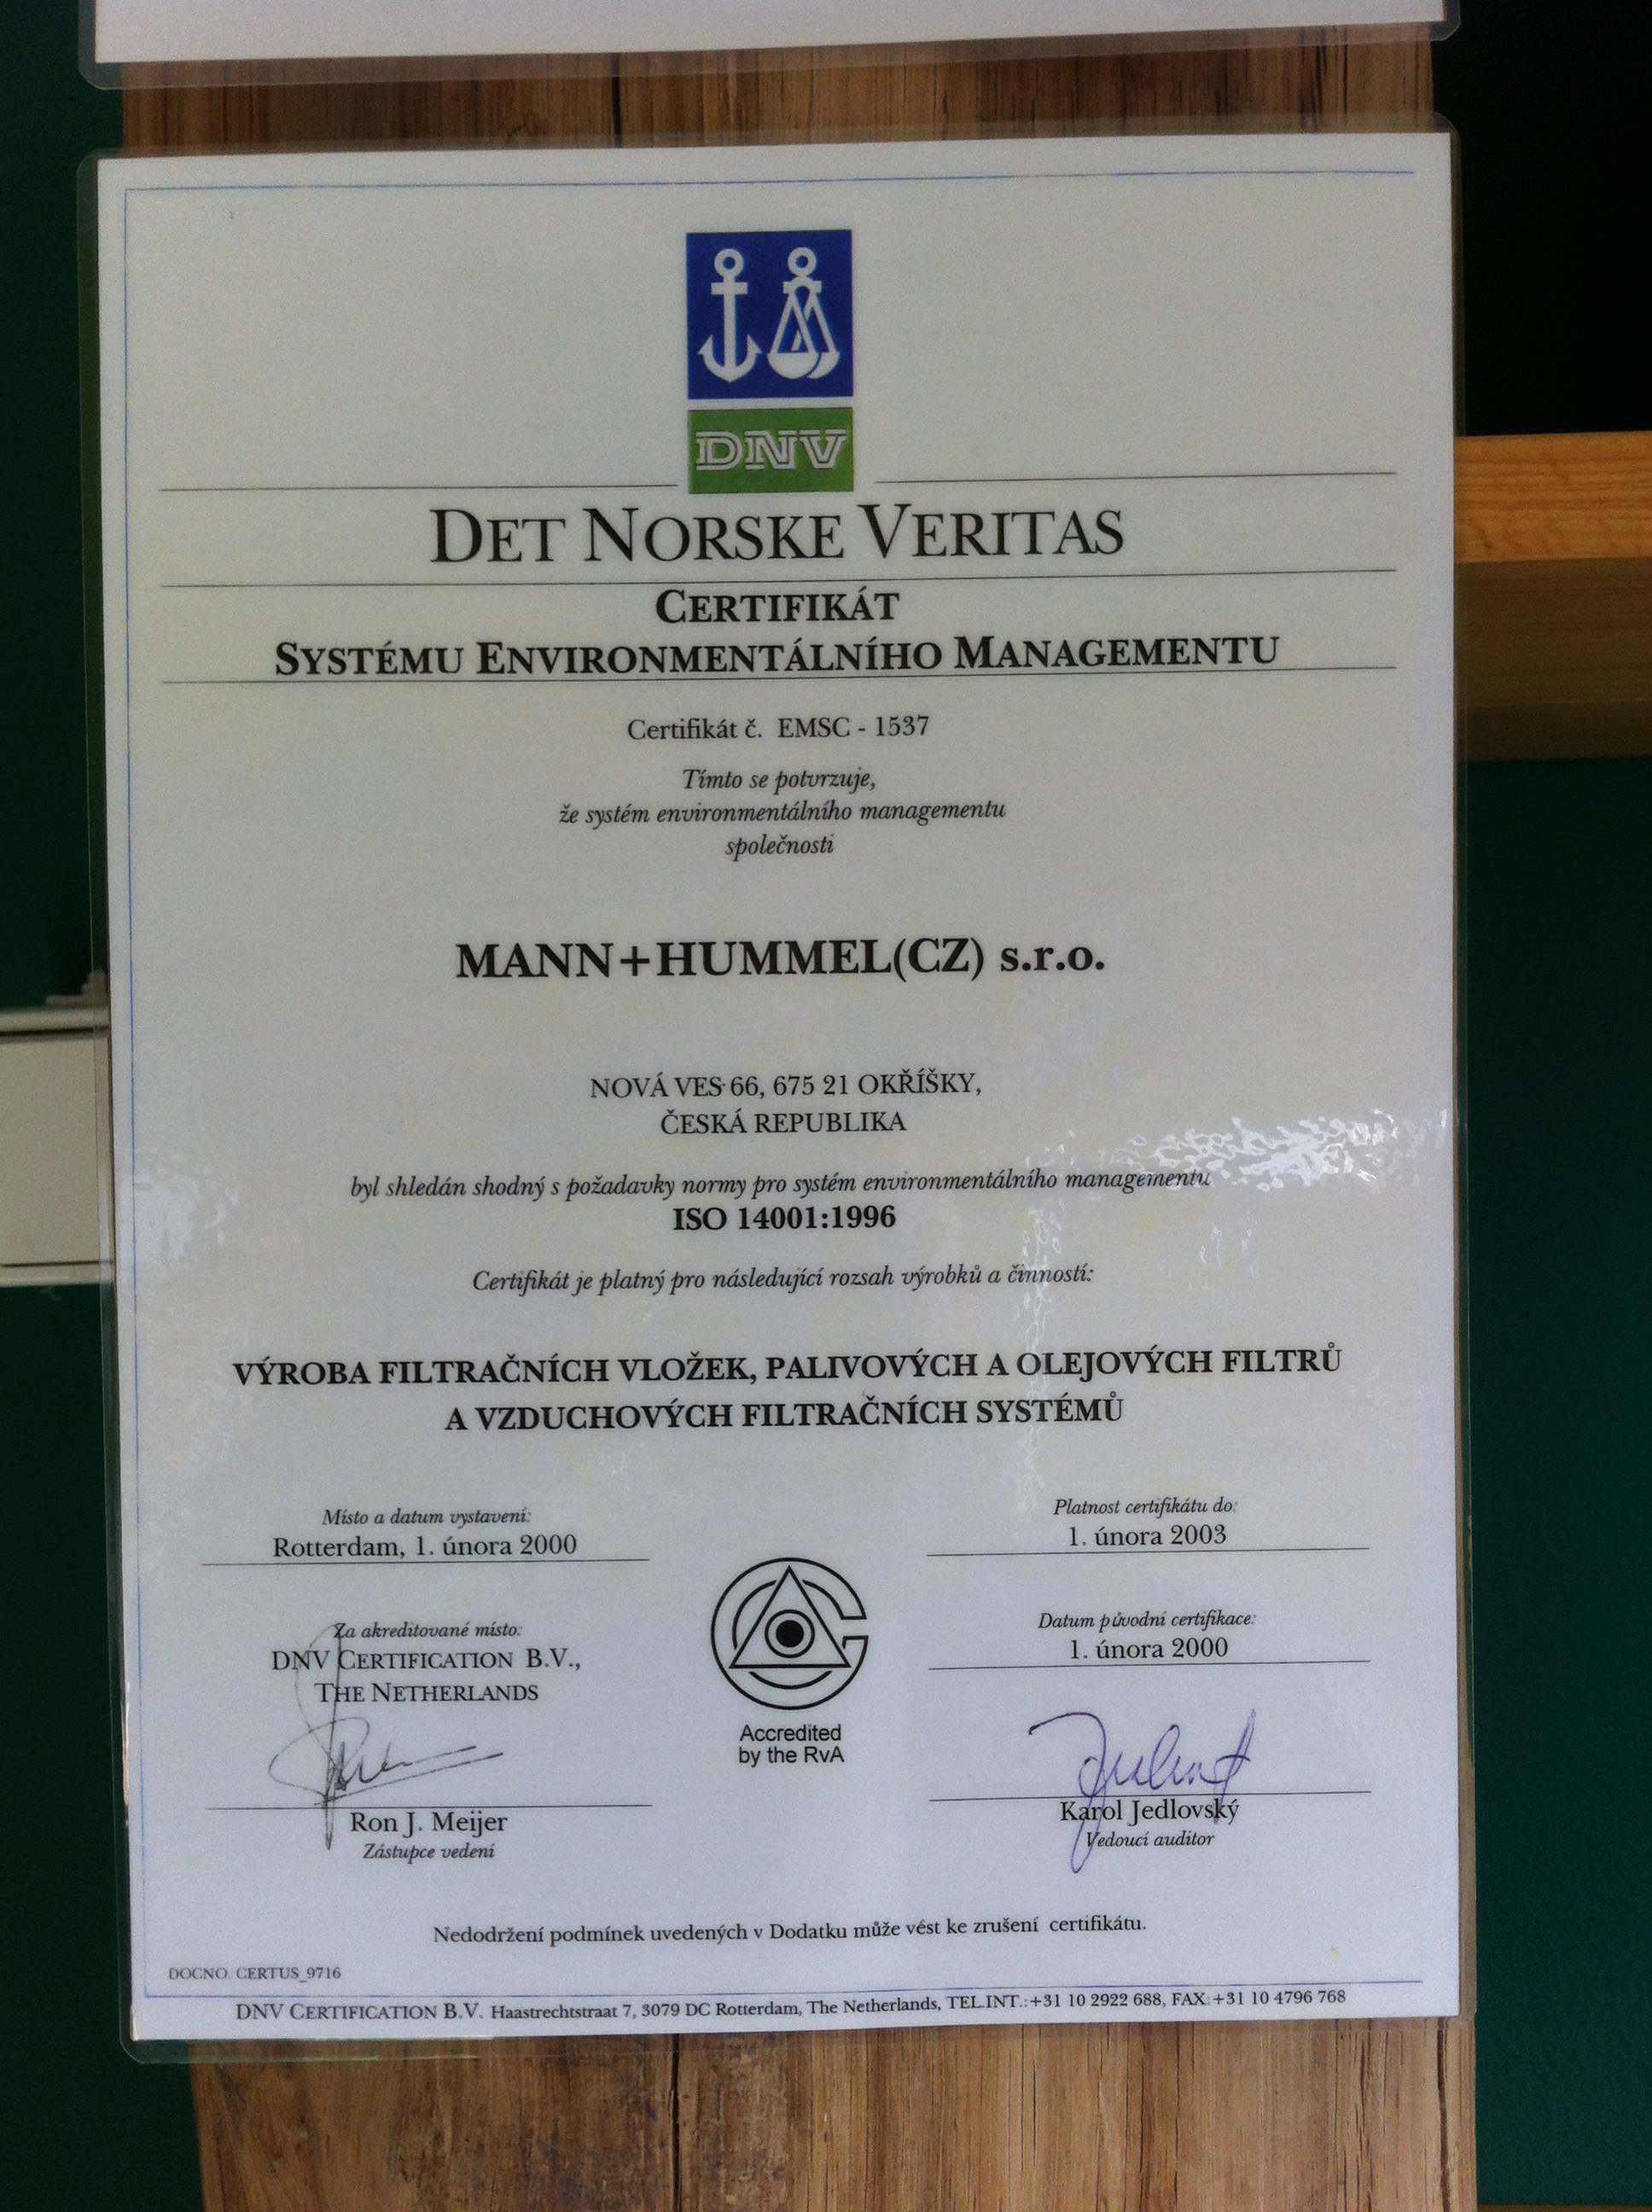 DNV
DET NORSKE VERITAS
CERTIFIKÁT
SYSTÉMU ENVIRONMENTÁLNÍHO MANAGEMENTU
Certifikát č. EMSC - 1537
Tímto se potvrzuje,
že systém environmentálního managementu
společnosti
MANN+HUMMEL(CZ) s.r.o.
NOVÁ VES 66, 675 21 OKŘÍŠKY,
ČESKÁ REPUBLIKA
byl shledán shodný s požadavky normy pro systém environmentálního managementu
ISO 14001:1996
Certifikát je platný pro následující rozsah výrobků a činností:
VÝROBA FILTRAČNÍCH VLOŽEK, PALIVOVÝCH A OLEJOVÝCH FILTRŮ
A VZDUCHOVÝCH FILTRAČNÍCH SYSTÉMŮ
Místo a datum vystavení:
Rotterdam, 1. února 2000
Platnost certifikátu do:
1. února 2003
Za akreditované místo:
DNV CERTIFICATION B.V.,
THE NETHERLANDS
Datum původní certifikace:
1. února 2000
Accredited
by the RvA
Ron J. Meijer
Zástupce vedení
Karol Jedlovský
Vedoucí auditor
Nedodržení podmínek uvedených v Dodatku může vést ke zrušení certifikátu.
DOCNO. CERTUS_9716
DNV CERTIFICATION B.V. Haastrechtstraat 7, 3079 DC Rotterdam, The Netherlands, TEL.INT.:+31 10 2922 688, FAX:+31 10 4796 768